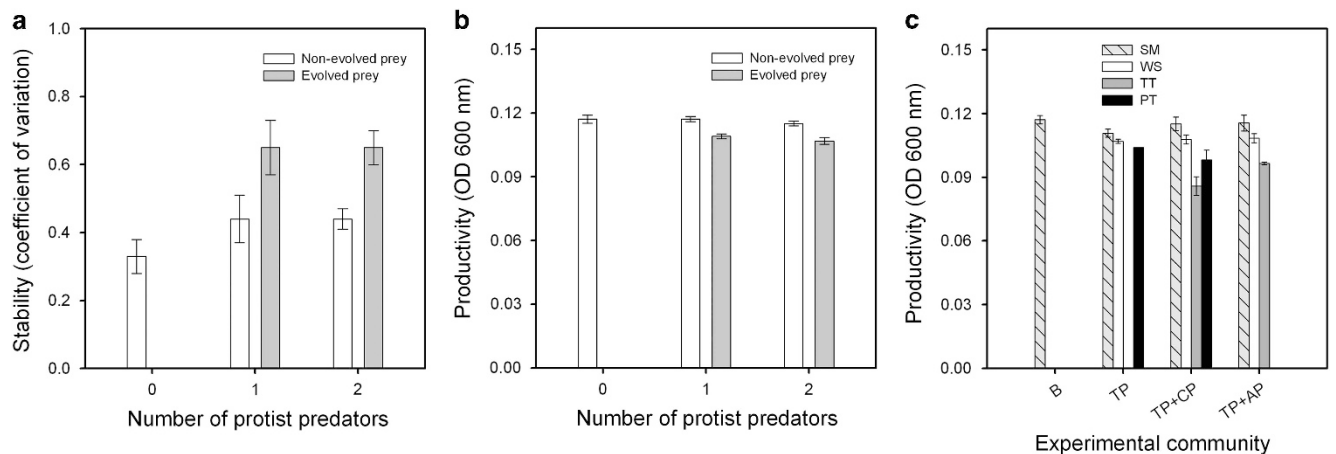 a
Stability (coefficient of variation)
1.0
0.8
0.6
0.4
0.2
0.0
Non-evolved prey
Evolved prey
0 1 2
Number of protist predators
b
Productivity (OD 600 nm)
0.15
0.12
0.09
0.06
0.03
0.00
Non-evolved prey
Evolved prey
0 1 2
Number of protist predators
c
Productivity (OD 600 nm)
0.15
0.12
0.09
0.06
0.03
0.00
SM
WS
TT
PT
B TP TP+CP TP+AP
Experimental community